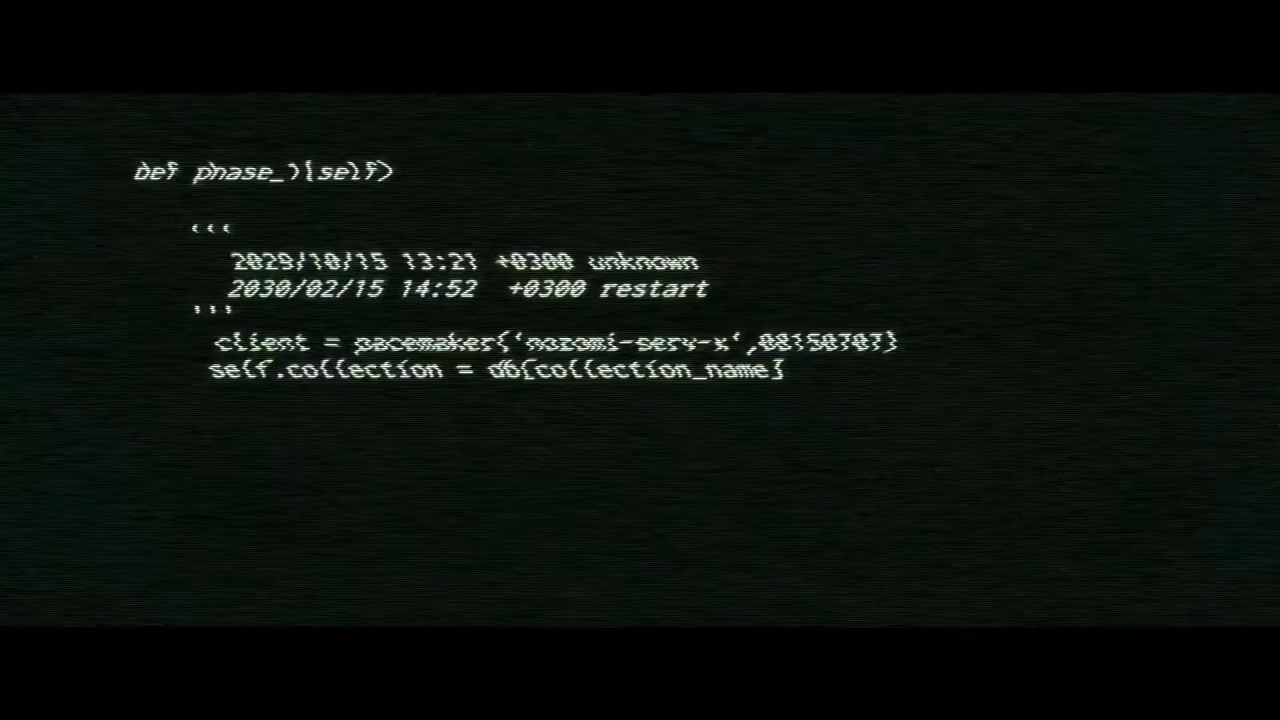 def phase_1(self)
‘‘‘
2029/10/15 13:21 +0300 unknown
2030/02/15 14:52 +0300 restart
’’’
client = pacemaker('nozomi-serv-x',08150707)
self.collection = db[collection_name]